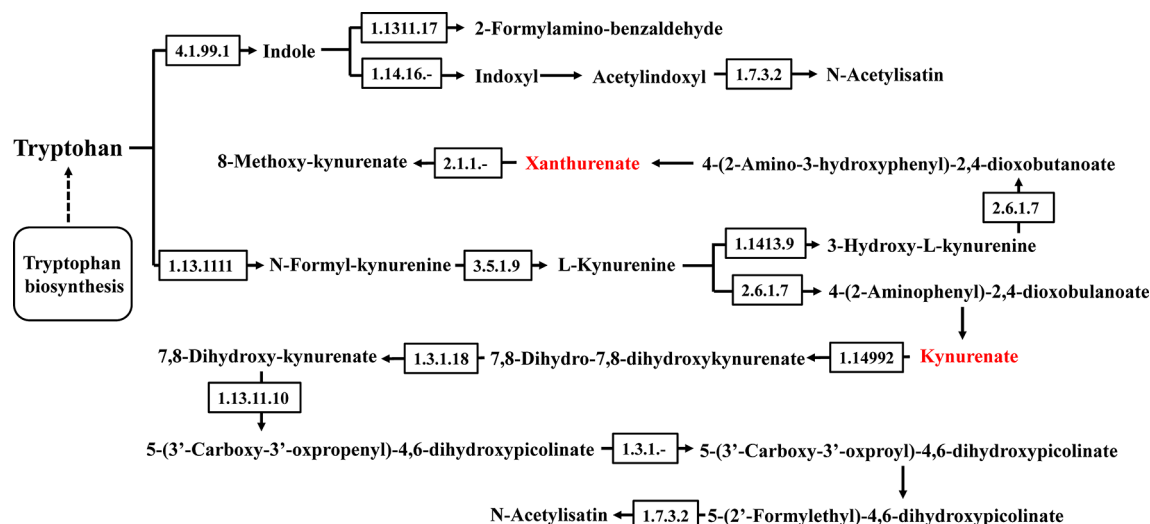 1.1311.17
2-Formylamino-benzaldehyde
4.1.99.1
Indole
1.14.16.-
Indoxyl
Acetylindoxyl
1.7.3.2
N-Acetylisatin
Tryptohan
8-Methoxy-kynurenate
2.1.1.-
Xanthurenate
4-(2-Amino-3-hydroxyphenyl)-2,4-dioxobutanoate
2.6.1.7
Tryptophan
biosynthesis
1.13.1111
N-Formyl-kynurenine
3.5.1.9
L-Kynurenine
1.1413.9
3-Hydroxy-L-kynurenine
2.6.1.7
4-(2-Aminophenyl)-2,4-dioxobulanoate
7,8-Dihydroxy-kynurenate
1.3.1.18
7,8-Dihydro-7,8-dihydroxykynurenate
1.14992
Kynurenate
1.13.11.10
5-(3’-Carboxy-3’-oxpropenyl)-4,6-dihydroxypicolinate
1.3.1.-
5-(3’-Carboxy-3’-oxproyl)-4,6-dihydroxypicolinate
N-Acetylisatin
1.7.3.2
5-(2’-Formylethyl)-4,6-dihydroxypicolinate